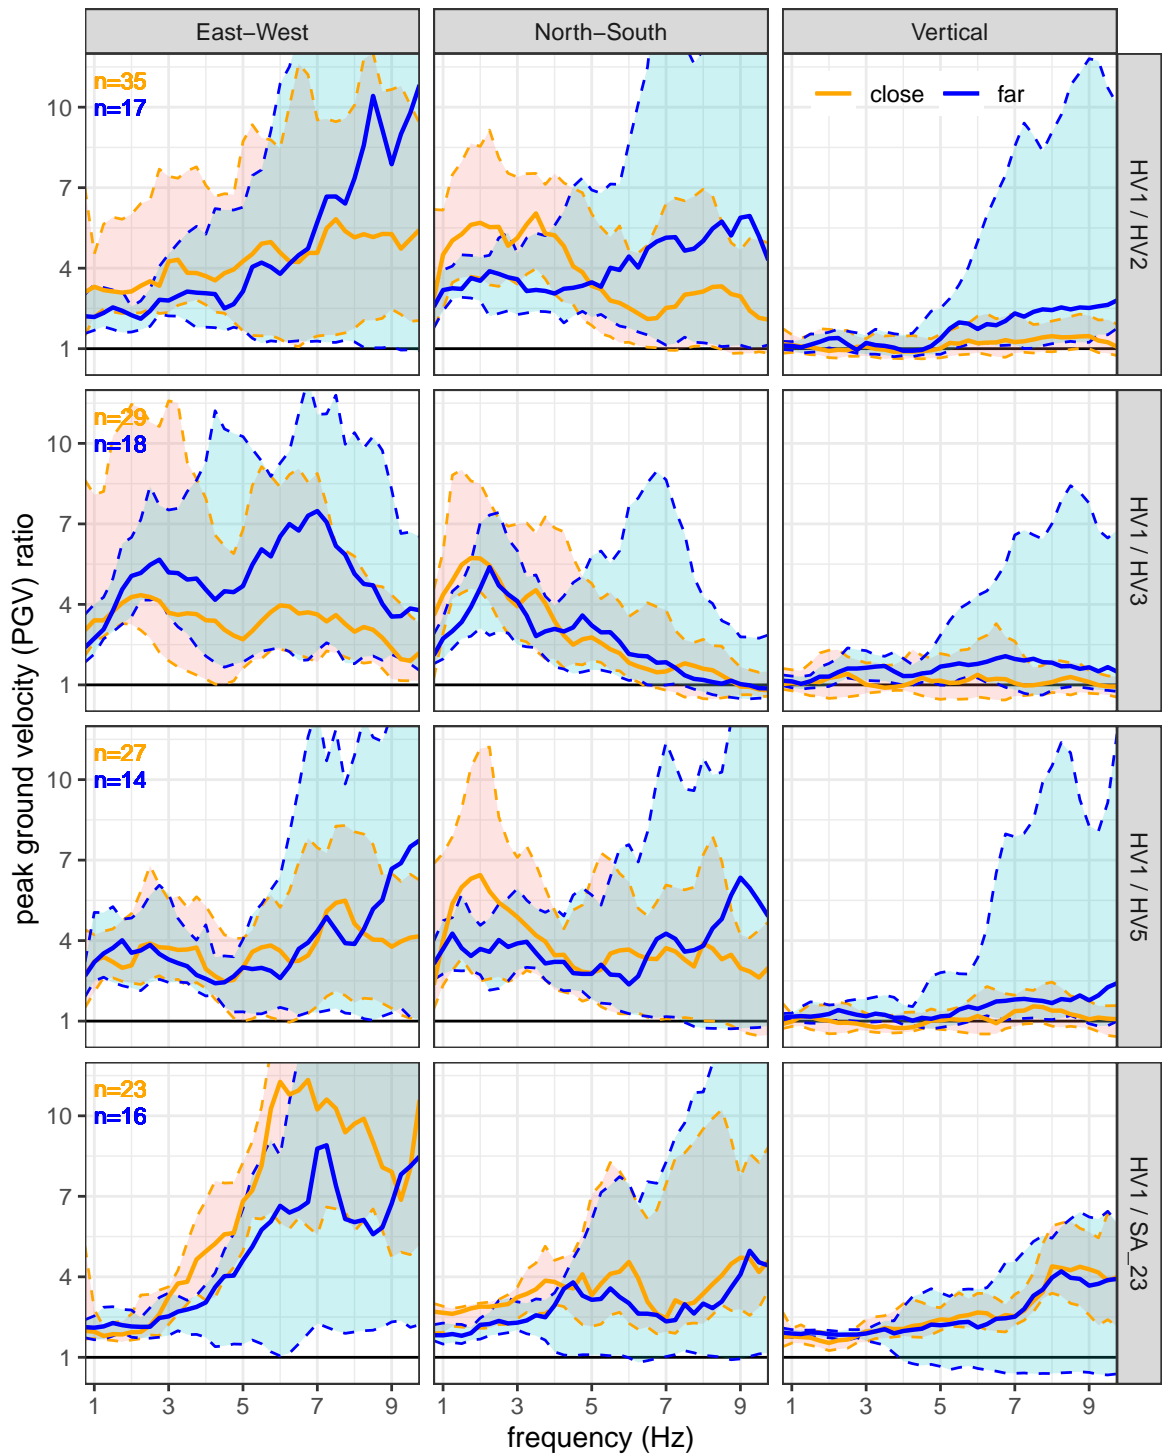 East−West North−South Vertical
n=35
n=17
close far
10
7
4
1
HV1 / HV2
n=29
n=18
10
7
4
1
HV1 / HV3
peak ground velocity (PGV) ratio
n=27
n=14
10
7
4
1
HV1 / HV5
n=23
n=16
10
7
4
1
HV1 / SA_23
1 3 5 7 9 1 3 5 7 9 1 3 5 7 9
frequency (Hz)